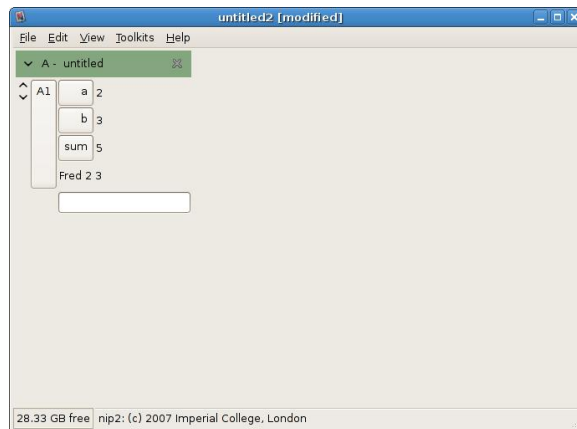 untitled2 [modified]
File Edit View Toolkits Help
A - untitled
A1
a 2
b 3
sum 5
Fred 2 3
28.33 GB free nip2: (c) 2007 Imperial College, London